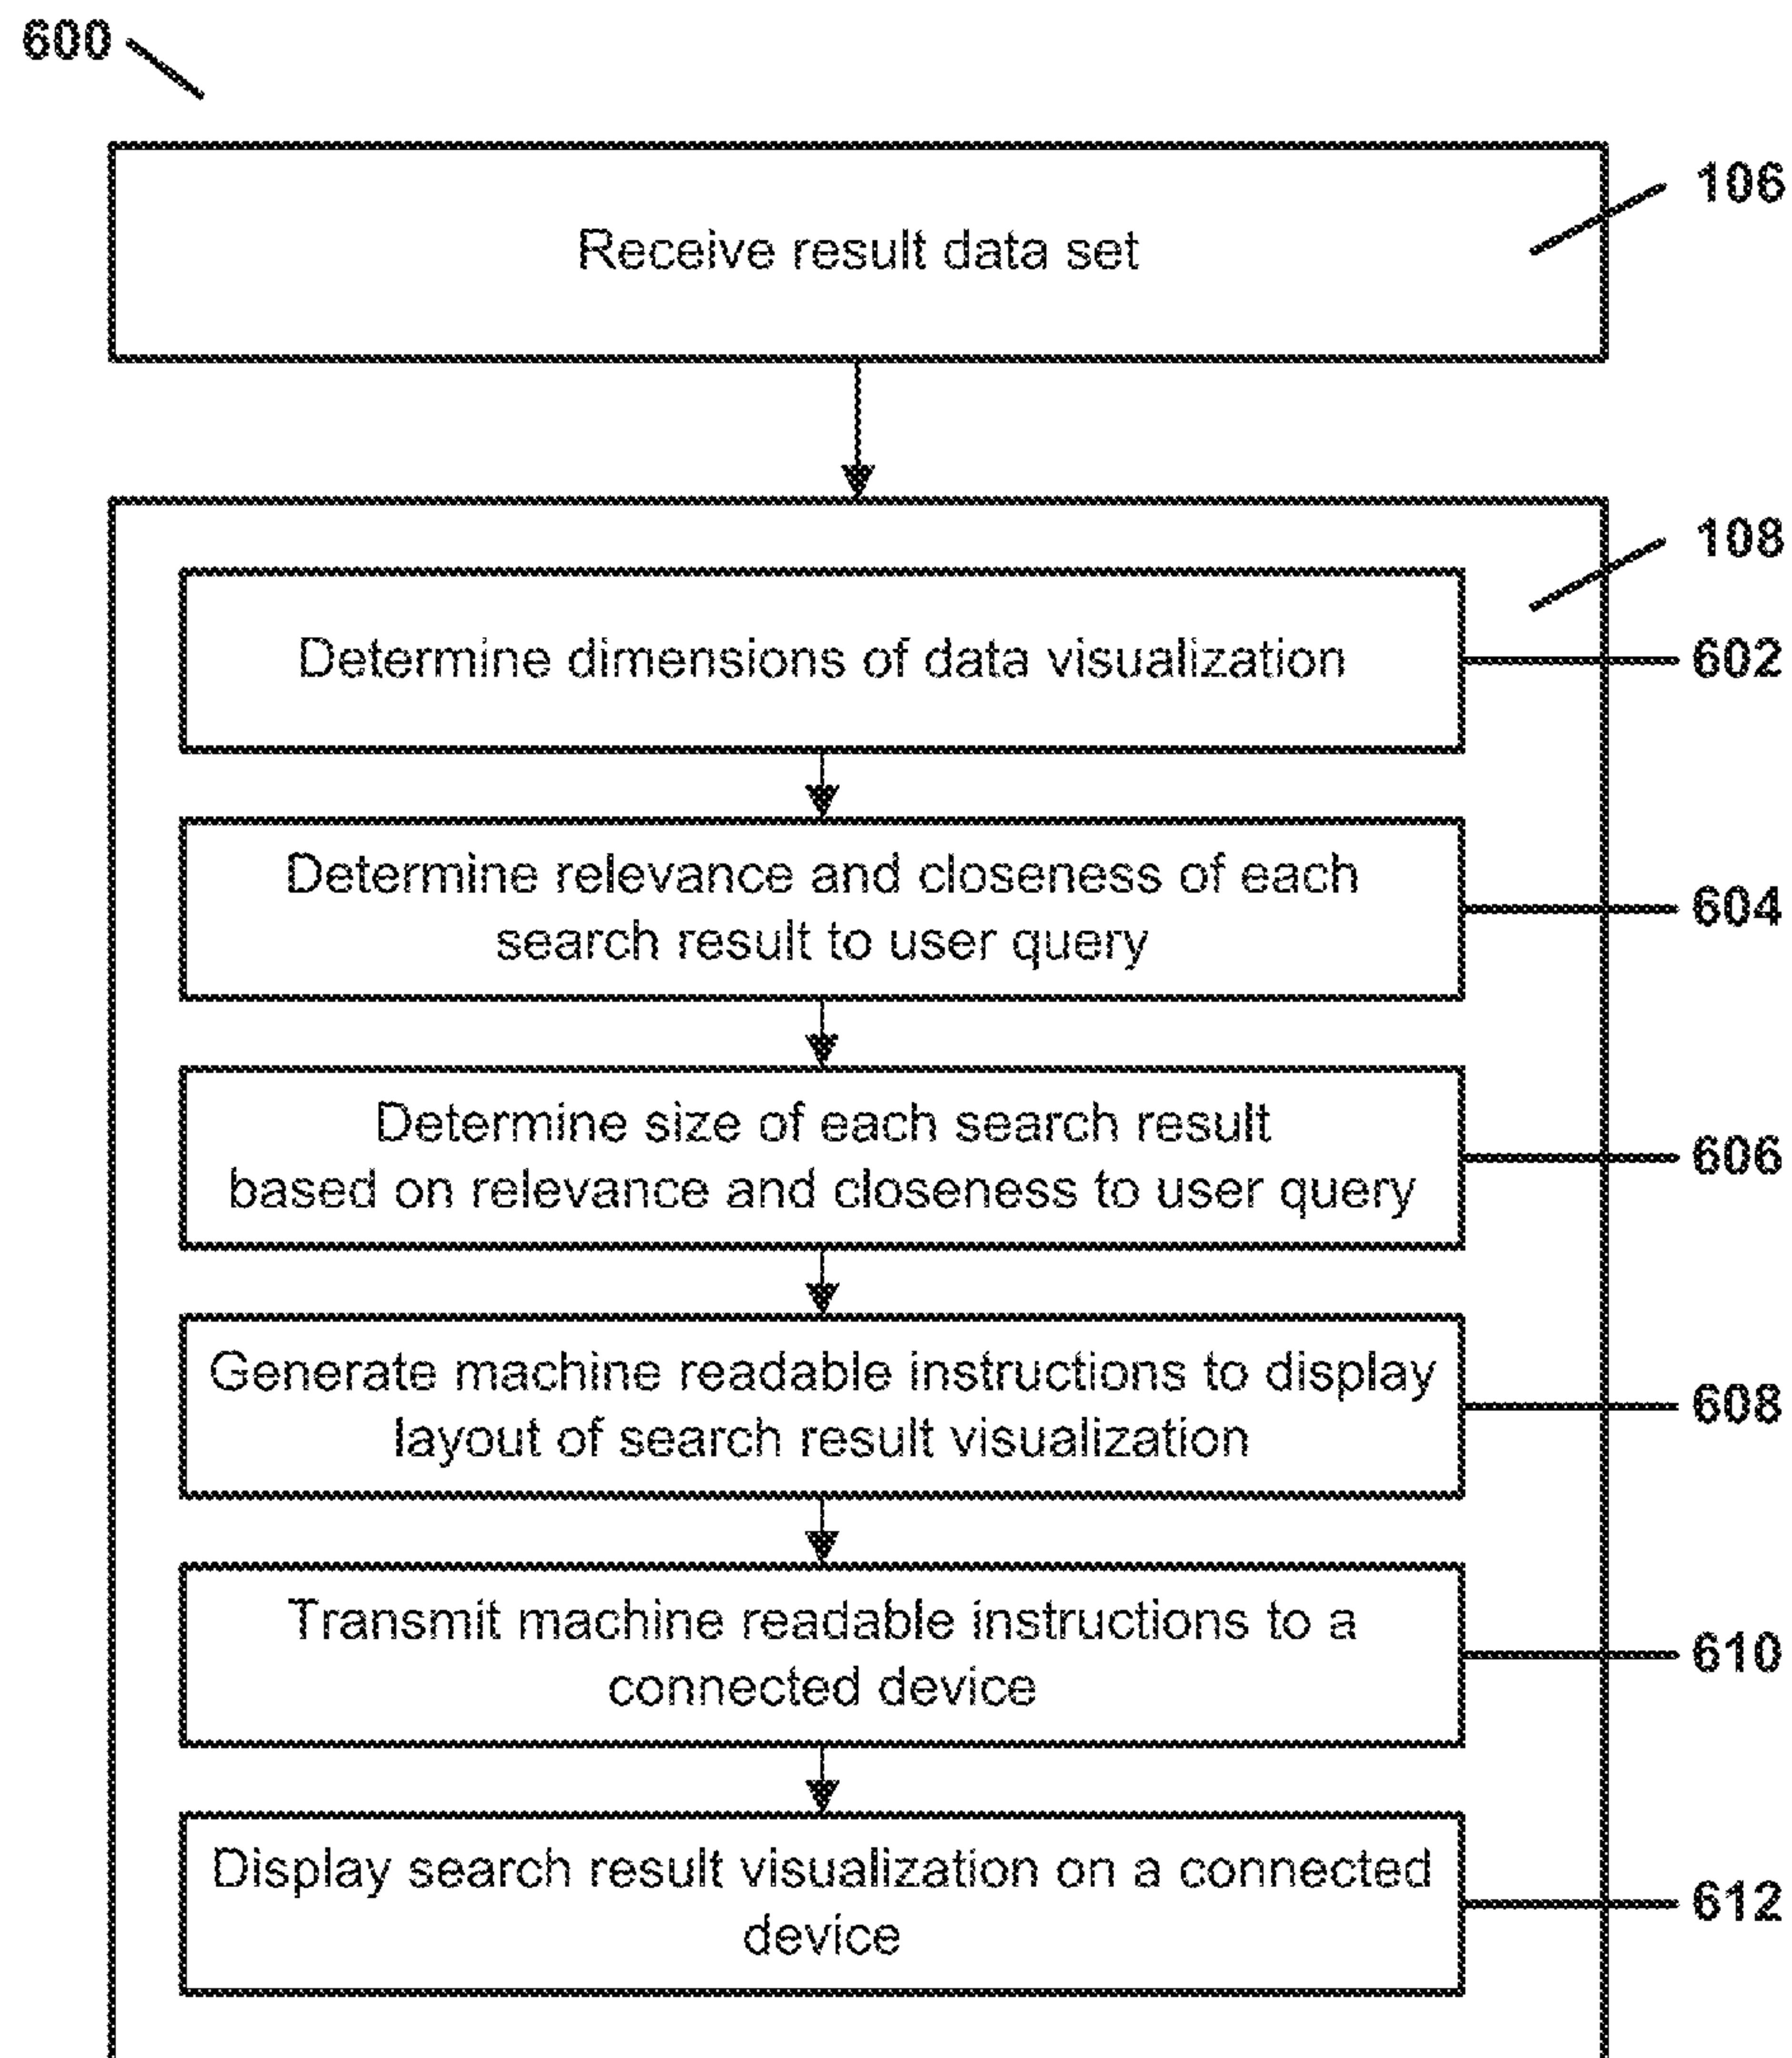 600
106
Receive result data set
108
Determine dimensions of data visualization
602
Determine relevance and closeness of each
search result to user query
604
Determine size of each search result
based on relevance and closeness to user query
606
Generate machine readable instructions to display
layout of search result visualization
608
Transmit machine readable instructions to a
connected device
610
Display search result visualization on a connected
device
612